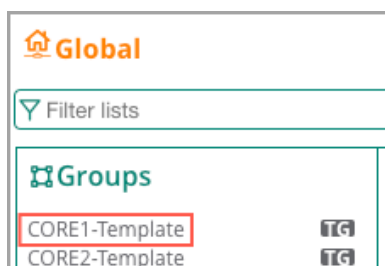 Global
Filter lists
Groups
CORE1-Template TG
CORE2-Template TG